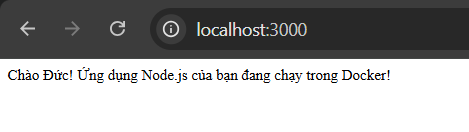 localhost:3000
Chào Đức! Ứng dụng Node.js của bạn đang chạy trong Docker!